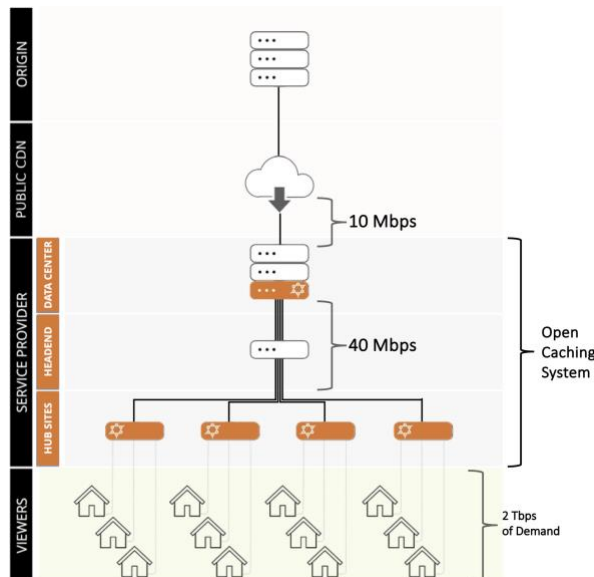 ORIGIN
PUBLIC CDN
10 Mbps
SERVICE PROVIDER
DATA CENTER
HEADEND
40 Mbps
HUB SITES
Open
Caching
System
VIEWERS
2 Tbps
of Demand